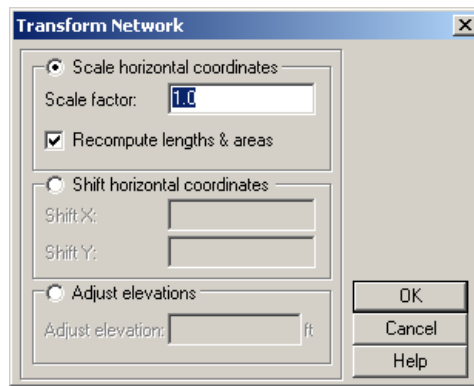 Transform Network
Scale horizontal coordinates
Scale factor: 1.0
Recompute lengths & areas
Shift horizontal coordinates
Shift X:
Shift Y:
Adjust elevations
Adjust elevation: ft
OK
Cancel
Help